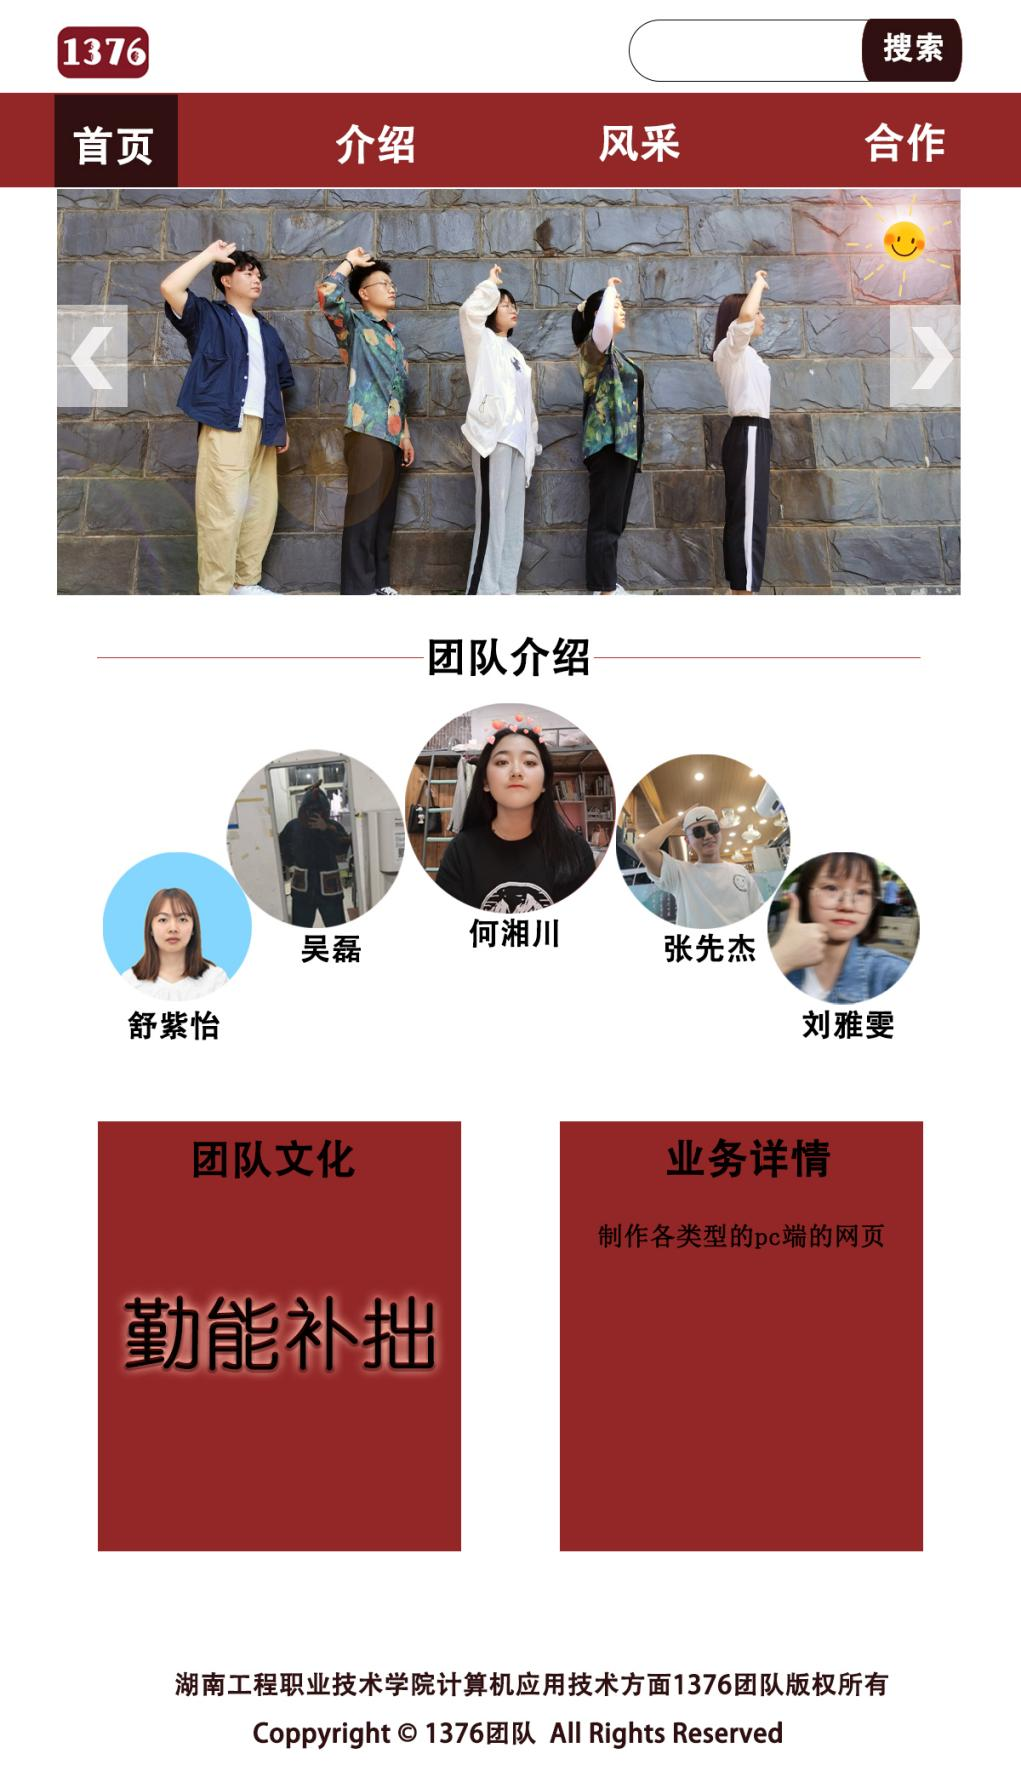 1376
搜索
首页 介绍 风采 合作
团队介绍
舒紫怡 吴磊 何湘川 张先杰 刘雅雯
团队文化
勤能补拙
业务详情
制作各类型的pc端的网页
湖南工程职业技术学院计算机应用技术方面1376团队版权所有
Coppyright © 1376团队 All Rights Reserved